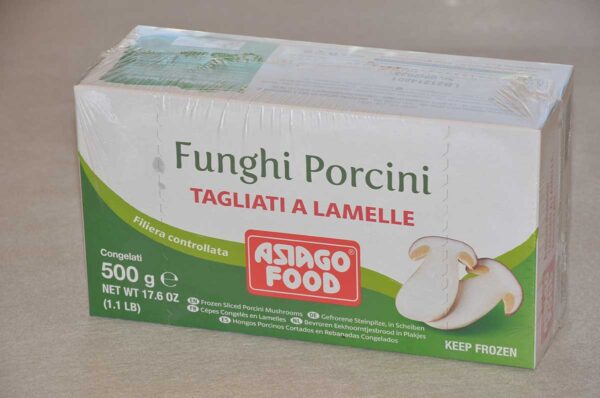 Funghi Porcini
TAGLIATI A LAMELLE
Filiera controllata
ASIAGO
FOOD
Congelati
500 g ℮
NET WT 17.6 OZ
(1.1 LB)
EN Frozen Sliced Porcini Mushrooms DE Gefrorene Steinpilze, in Scheiben
FR Cèpes Congelés en Lamelles NL Bevroren Eekhoorntjesbrood in Plakjes
ES Hongos Porcinos Cortados en Rebanadas Congelados
KEEP FROZEN